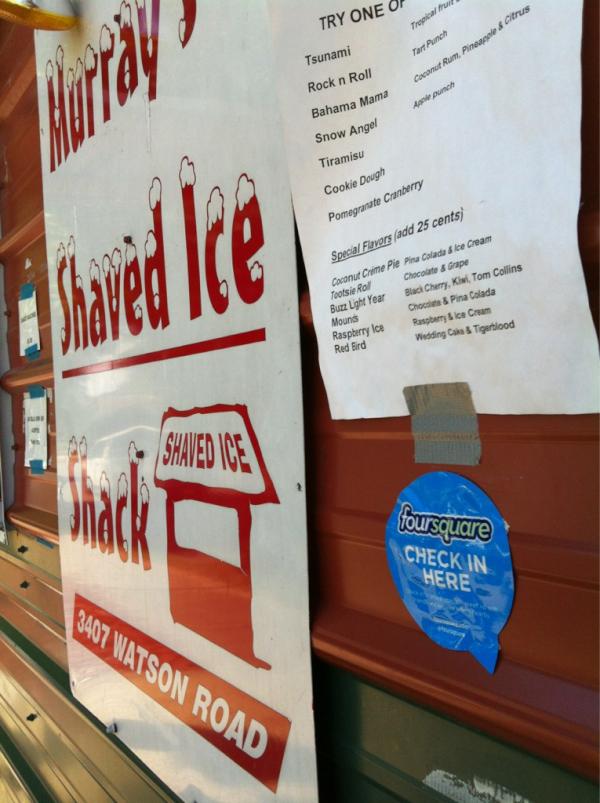 Murray's
Shaved Ice
Shack
SHAVED ICE
3407 WATSON ROAD
TRY ONE OF
Tsunami Tropical fruit
Rock n Roll Tart Punch
Bahama Mama Coconut Rum, Pineapple & Citrus
Snow Angel Apple punch
Tiramisu
Cookie Dough
Pomegranate Cranberry
Special Flavors (add 25 cents)
Coconut Créme Pie Pina Colada & Ice Cream
Tootsie Roll Chocolate & Grape
Buzz Light Year Black Cherry, Kiwi, Tom Collins
Mounds Chocolate & Pina Colada
Raspberry Ice Raspberry & Ice Cream
Red Bird Wedding Cake & Tigerblood
foursquare
CHECK IN
HERE
@foursquare